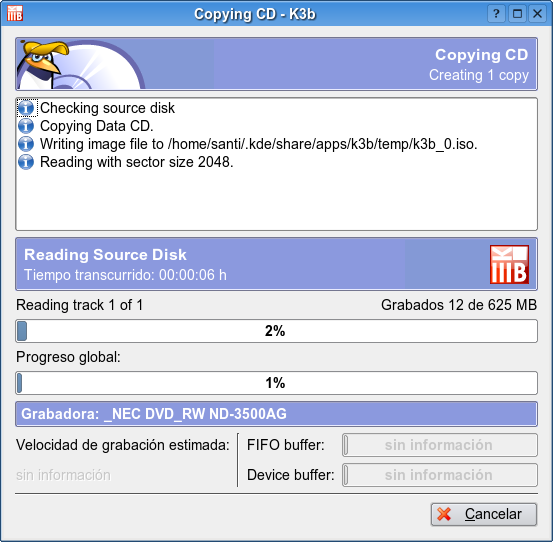 Copying CD - K3b
Copying CD
Creating 1 copy
Checking source disk
Copying Data CD.
Writing image file to /home/santi/.kde/share/apps/k3b/temp/k3b_0.iso.
Reading with sector size 2048.
Reading Source Disk
Tiempo transcurrido: 00:00:06 h
Reading track 1 of 1 Grabados 12 de 625 MB
2%
Progreso global:
1%
Grabadora: _NEC DVD_RW ND-3500AG
Velocidad de grabación estimada:
sin información
FIFO buffer: sin información
Device buffer: sin información
Cancelar